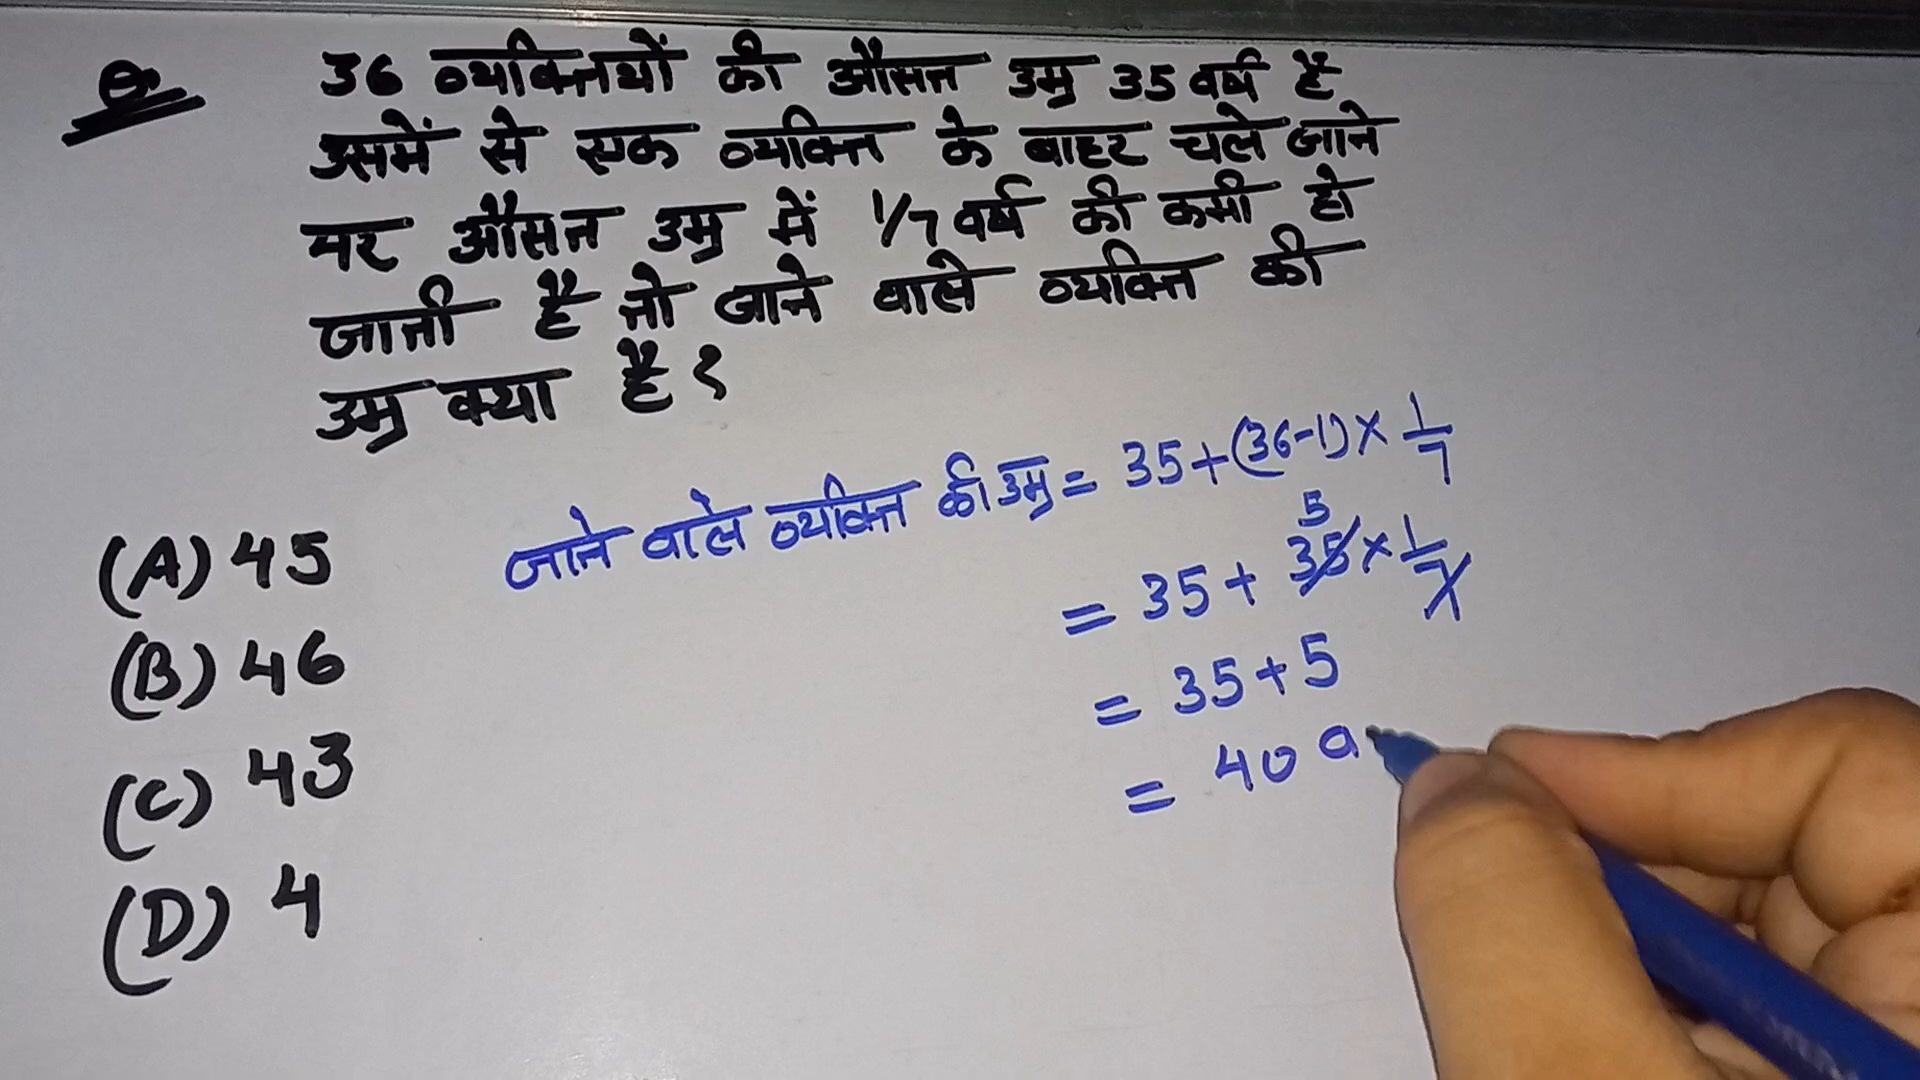 Q. 36 व्यक्तियों की औसत उम्र 35 वर्ष है
उसमें से एक व्यक्ति के बाहर चले जाने
पर औसत उम्र में 1/7 वर्ष की कमी हो
जाती है तो जाने वाले व्यक्ति की
उम्र क्या है ?
जाने वाले व्यक्ति की उम्र = 35 + (36-1) × 1/7
5
= 35 + 35 × 1/7
= 35 + 5
= 40 व
(A) 45
(B) 46
(C) 43
(D) 4